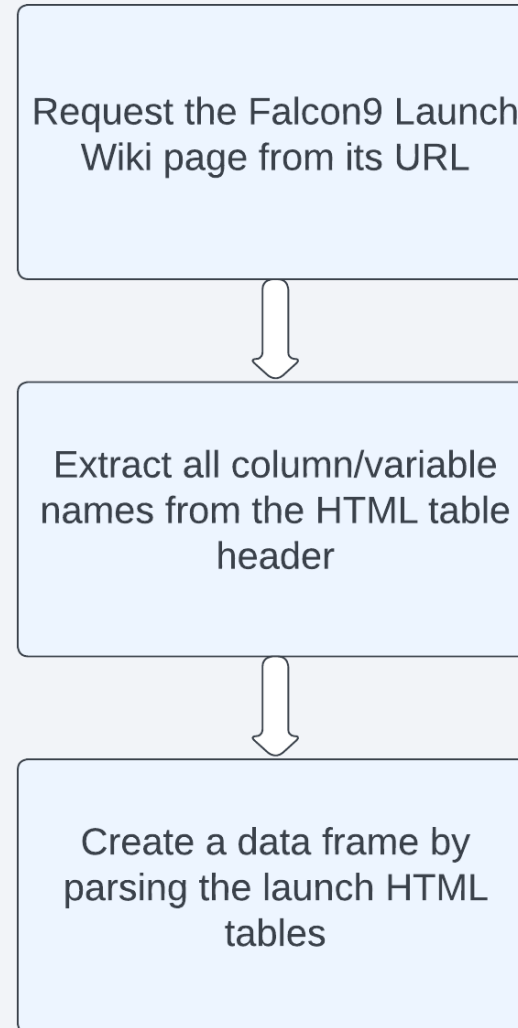 Request the Falcon9 Launch
Wiki page from its URL
Extract all column/variable
names from the HTML table
header
Create a data frame by
parsing the launch HTML
tables